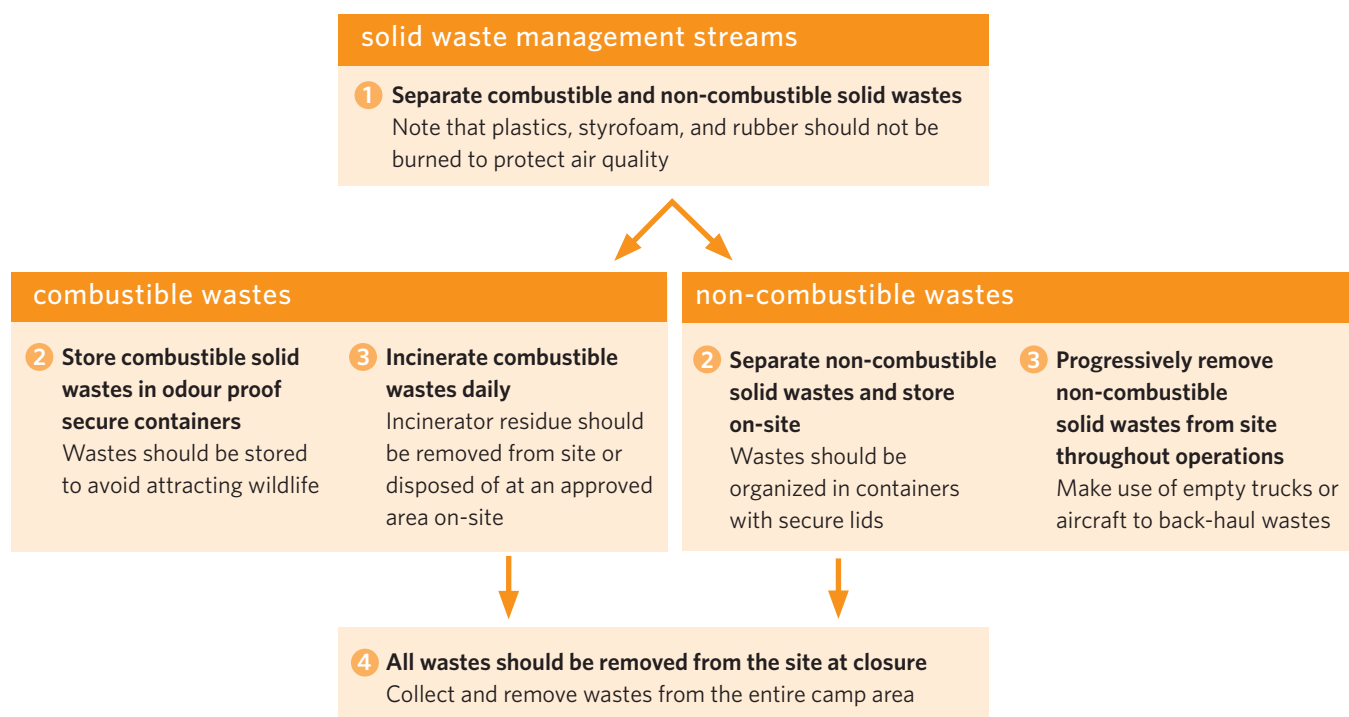 solid waste management streams
1 Separate combustible and non-combustible solid wastes
Note that plastics, styrofoam, and rubber should not be
burned to protect air quality
combustible wastes
2 Store combustible solid
wastes in odour proof
secure containers
Wastes should be stored
to avoid attracting wildlife
3 Incinerate combustible
wastes daily
Incinerator residue should
be removed from site or
disposed of at an approved
area on-site
non-combustible wastes
2 Separate non-combustible
solid wastes and store
on-site
Wastes should be
organized in containers
with secure lids
3 Progressively remove
non-combustible
solid wastes from site
throughout operations
Make use of empty trucks or
aircraft to back-haul wastes
4 All wastes should be removed from the site at closure
Collect and remove wastes from the entire camp area